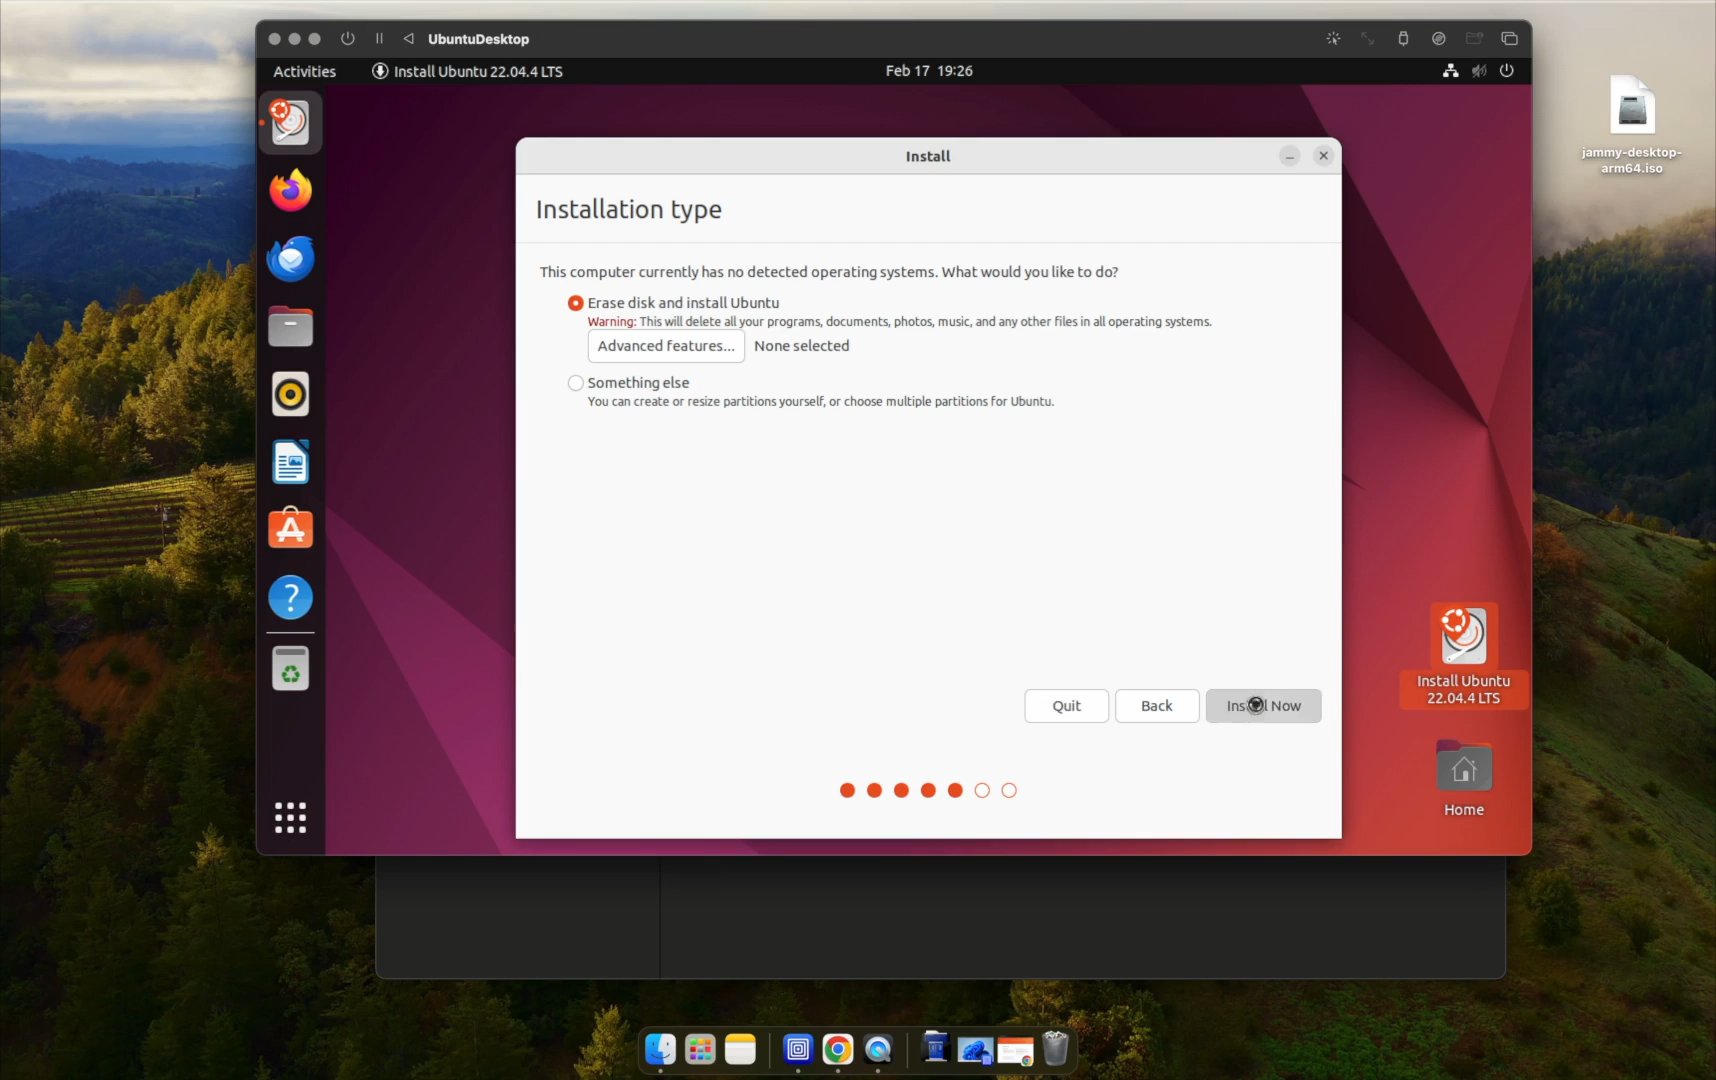 UbuntuDesktop
Activities
Install Ubuntu 22.04.4 LTS
Feb 17 19:26
jammy-desktop-
arm64.iso
Install
Installation type
This computer currently has no detected operating systems. What would you like to do?
Erase disk and install Ubuntu
Warning: This will delete all your programs, documents, photos, music, and any other files in all operating systems.
Advanced features...
None selected
Something else
You can create or resize partitions yourself, or choose multiple partitions for Ubuntu.
Quit
Back
Install Now
Install Ubuntu
22.04.4 LTS
Home